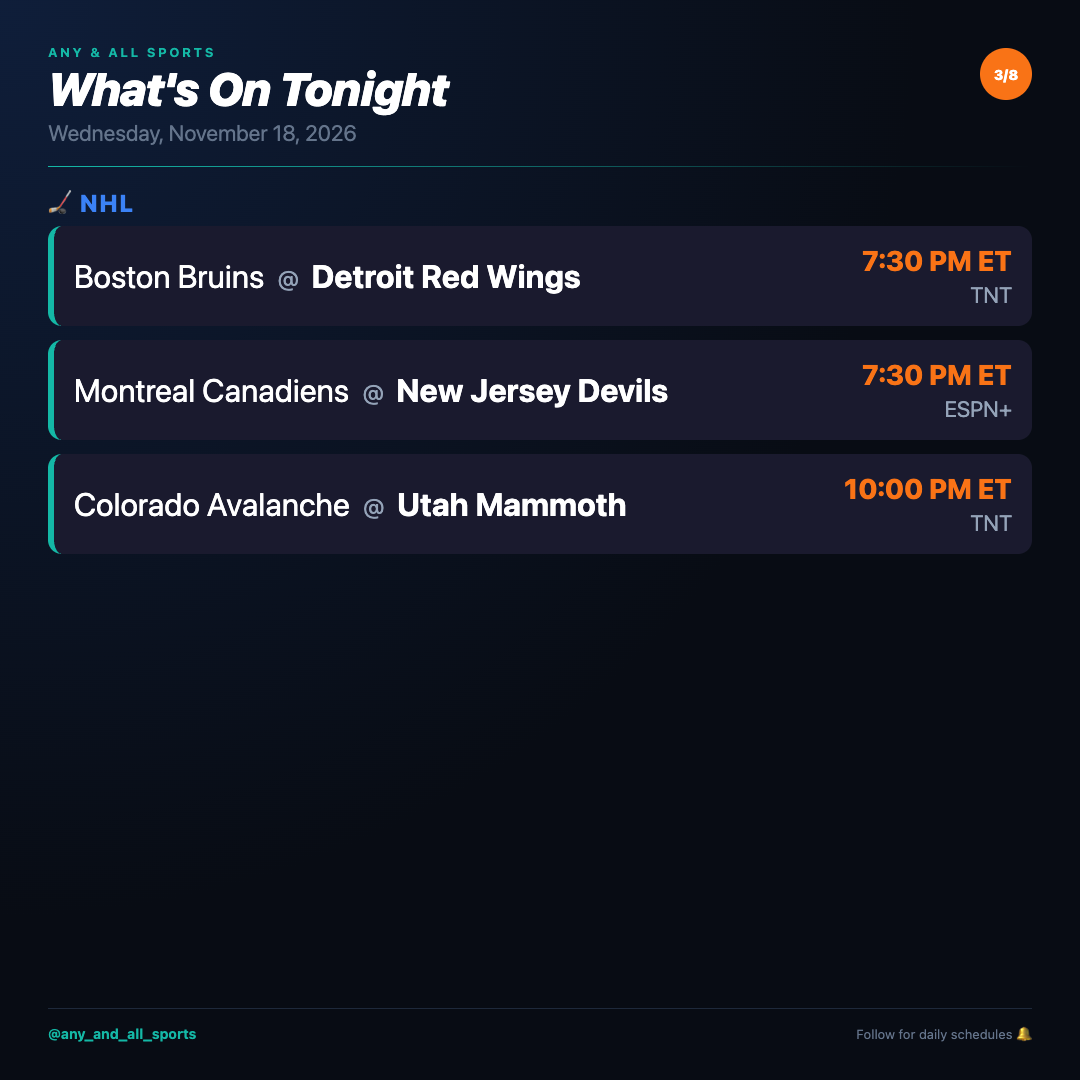 ANY & ALL SPORTS
What's On Tonight
Wednesday, November 18, 2026
3/8
NHL
Boston Bruins @ Detroit Red Wings
7:30 PM ET
TNT
Montreal Canadiens @ New Jersey Devils
7:30 PM ET
ESPN+
Colorado Avalanche @ Utah Mammoth
10:00 PM ET
TNT
@any_and_all_sports
Follow for daily schedules 🔔